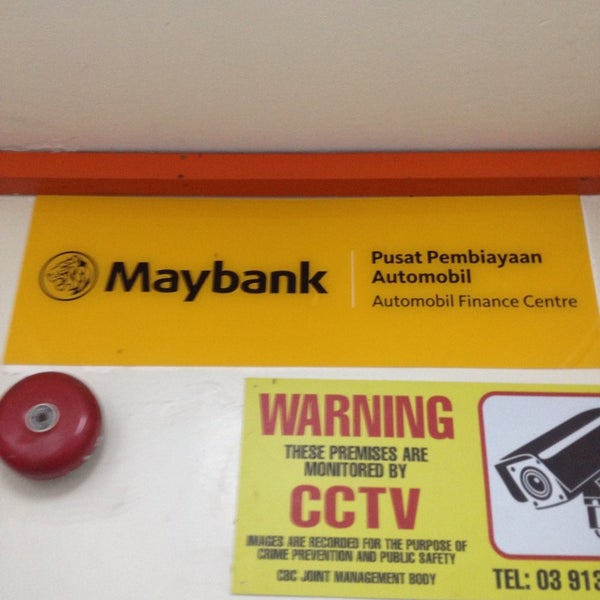 Maybank
Pusat Pembiayaan
Automobil
Automobil Finance Centre
WARNING
THESE PREMISES ARE
MONITORED BY
CCTV
IMAGES ARE RECORDED FOR THE PURPOSE OF
CRIME PREVENTION AND PUBLIC SAFETY
CBC JOINT MANAGEMENT BODY
TEL: 03 913